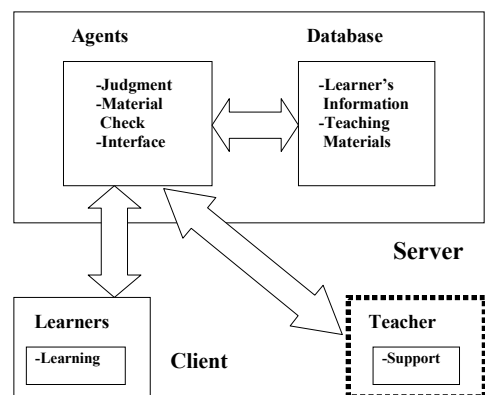 Agents
Database
-Judgment
-Material
Check
-Interface
-Learner’s
Information
-Teaching
Materials
Server
Learners
-Learning
Client
Teacher
-Support